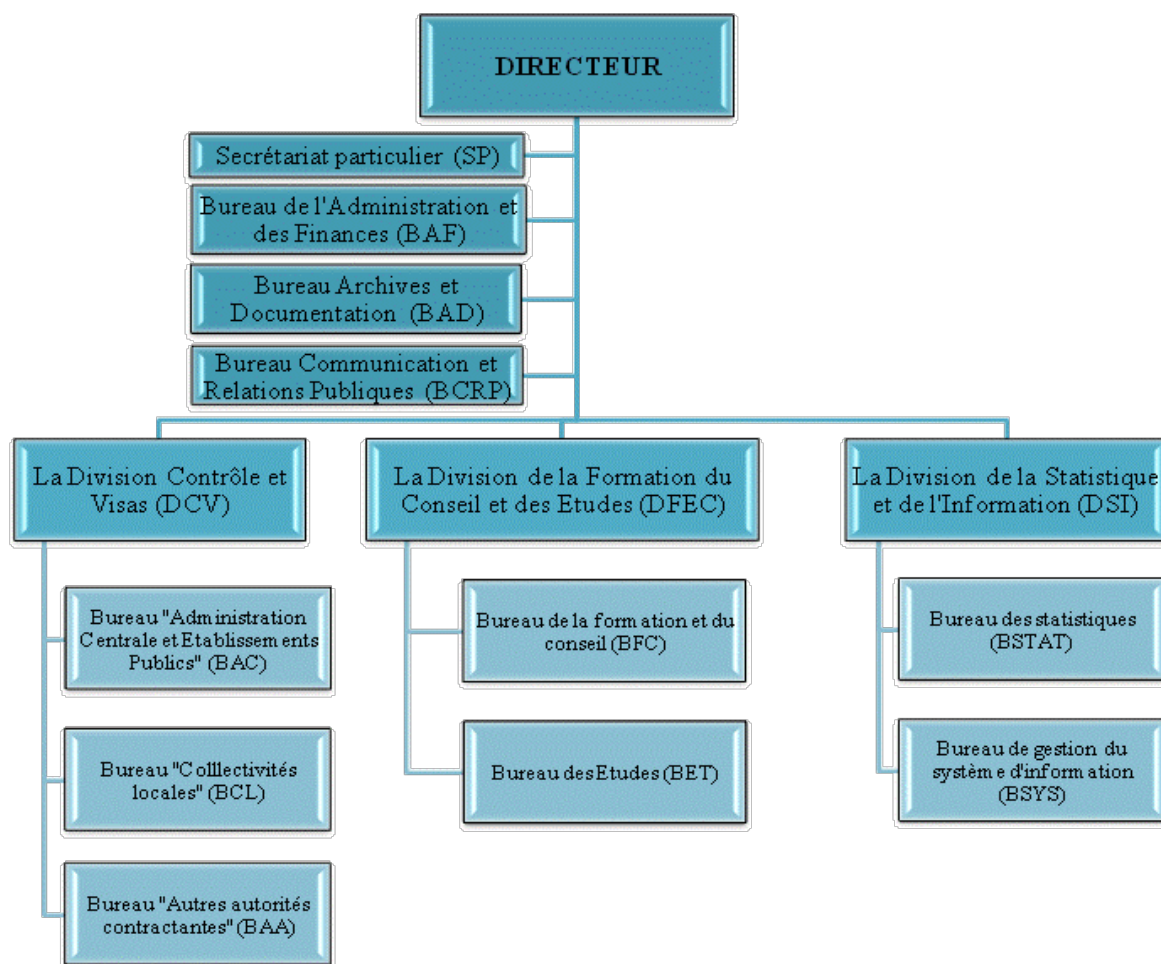 DIRECTEUR
Secrétariat particulier (SP)
Bureau de l'Administration et
des Finances (BAF)
Bureau Archives et
Documentation (BAD)
Bureau Communication et
Relations Publiques (BCRP)
La Division Contrôle et
Visas (DCV)
Bureau "Administration
Centrale et Etablissements
Publics" (BAC)
Bureau "Colllectivités
locales" (BCL)
Bureau "Autres autorités
contractantes" (BAA)
La Division de la Formation du
Conseil et des Etudes (DFEC)
Bureau de la formation et du
conseil (BFC)
Bureau des Etudes (BET)
La Division de la Statistique
et de l'Information (DSI)
Bureau des statistiques
(BSTAT)
Bureau de gestion du
système d'information
(BSYS)